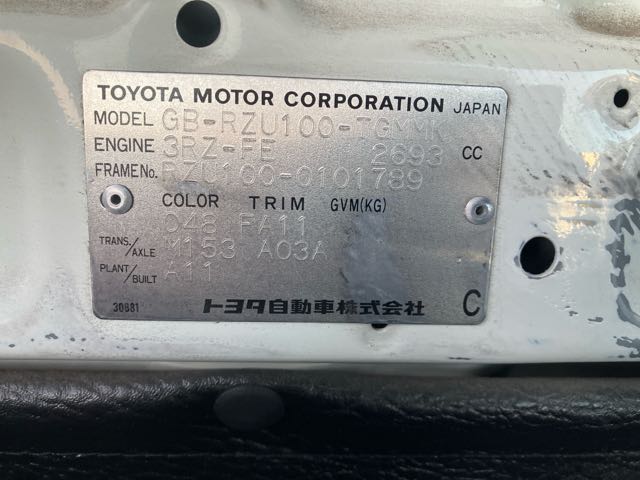 TOYOTA MOTOR CORPORATION JAPAN
MODEL GB-RZU100-TGMMK
ENGINE 3RZ-FE 2693 CC
FRAME No. RZU100-0101789
COLOR TRIM GVM(KG)
048 FA11
TRANS./AXLE M153 A03A
PLANT/BUILT A11
30881 トヨタ自動車株式会社 C